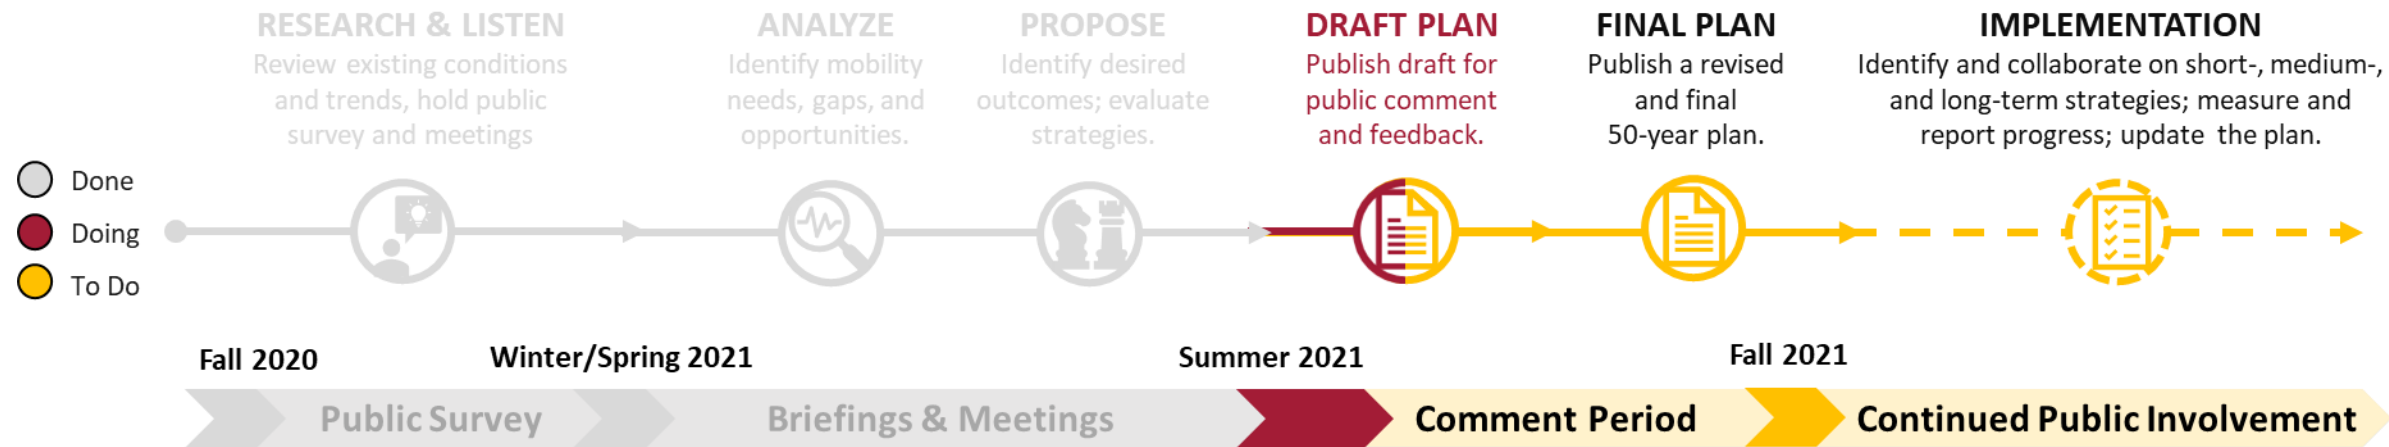 RESEARCH & LISTEN
Review existing conditions
and trends, hold public
survey and meetings
ANALYZE
Identify mobility
needs, gaps, and
opportunities.
PROPOSE
Identify desired
outcomes; evaluate
strategies.
DRAFT PLAN
Publish draft for
public comment
and feedback.
FINAL PLAN
Publish a revised
and final
50-year plan.
IMPLEMENTATION
Identify and collaborate on short-, medium-,
and long-term strategies; measure and
report progress; update the plan.
Done
Doing
To Do
Fall 2020
Winter/Spring 2021
Summer 2021
Fall 2021
Public Survey
Briefings & Meetings
Comment Period
Continued Public Involvement